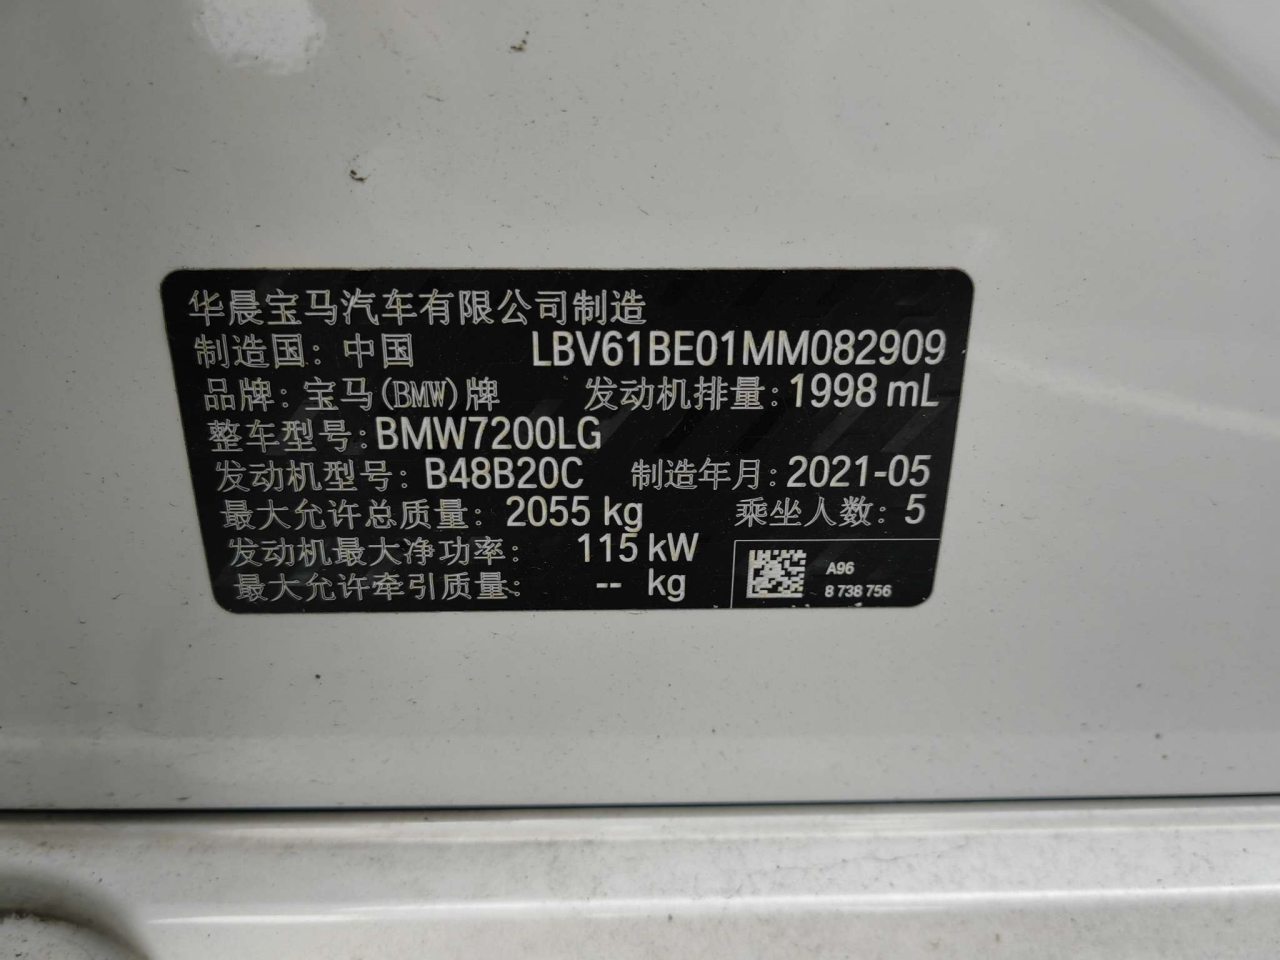 华晨宝马汽车有限公司制造
制造国：中国 LBV61BE01MM082909
品牌：宝马(BMW)牌 发动机排量：1998 mL
整车型号：BMW7200LG
发动机型号：B48B20C 制造年月：2021-05
最大允许总质量：2055 kg 乘坐人数：5
发动机最大净功率：115 kW
最大允许牵引质量：-- kg
A96
8 738 756